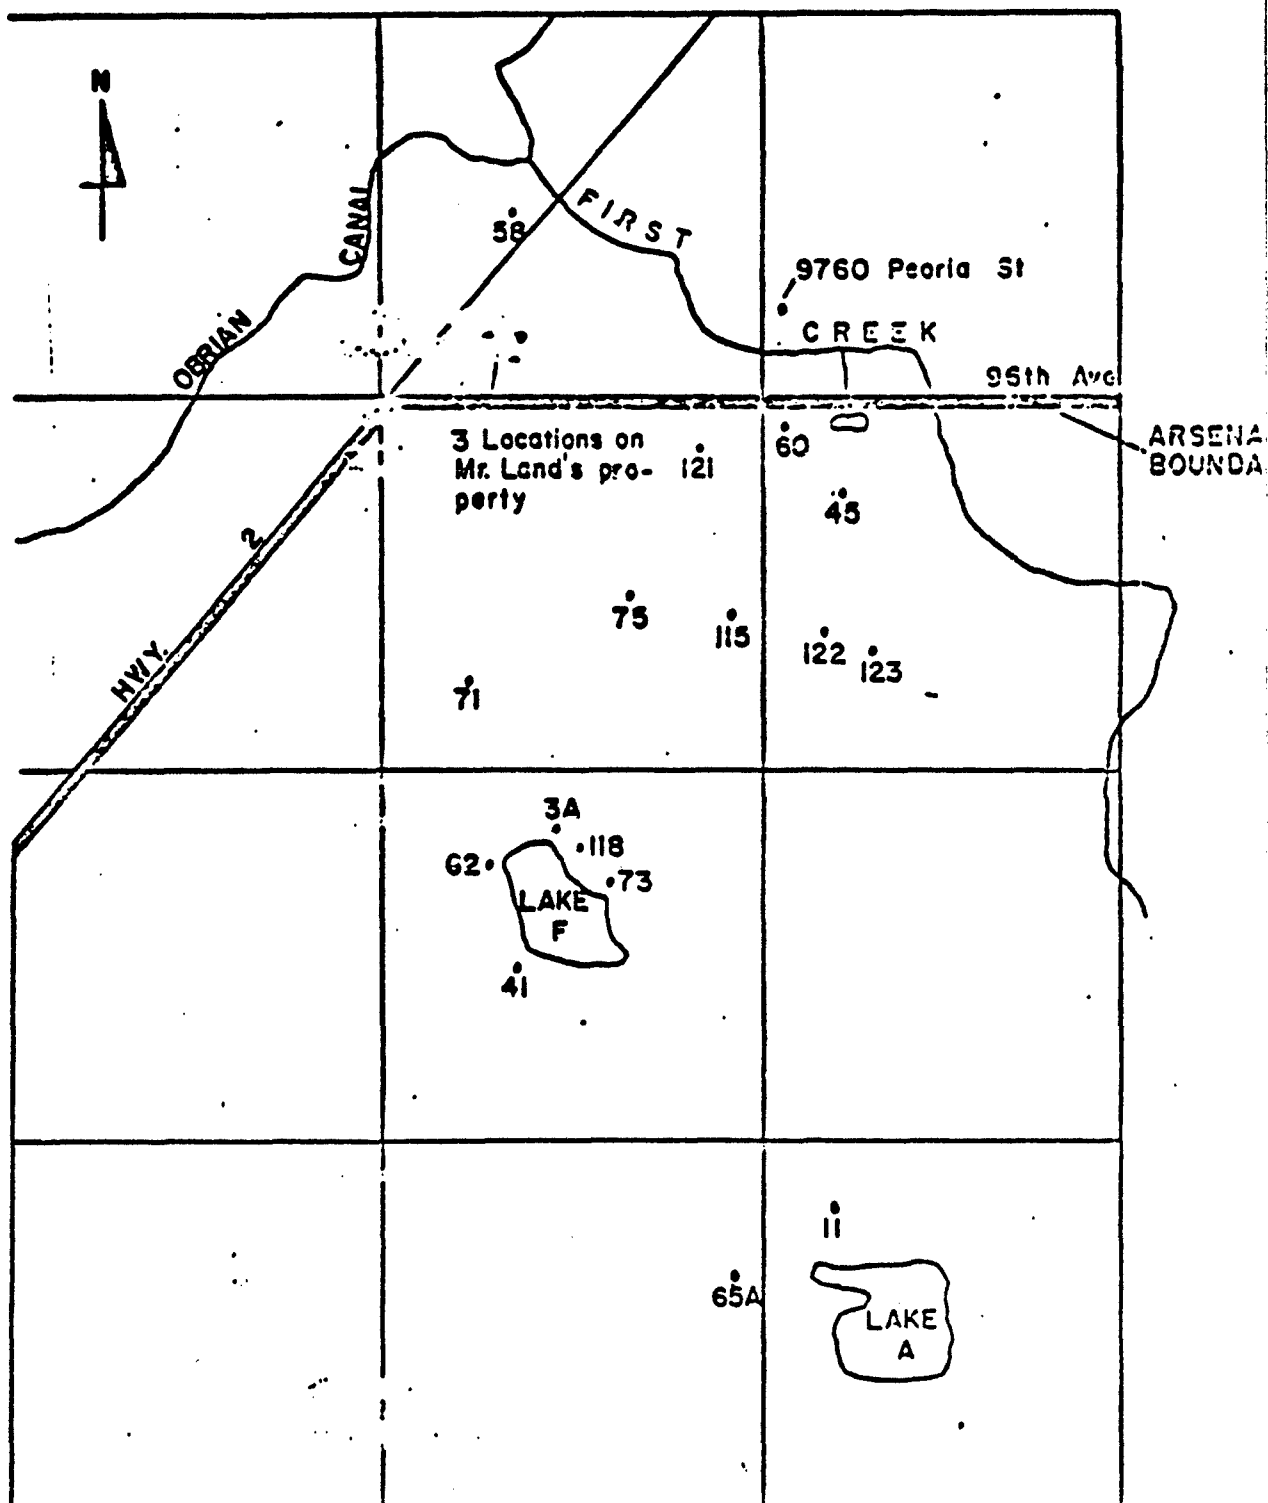 N
CANAL
OBRIAN
58
FIRST
CREEK
9760 Peoria St
96th Ave
ARSENA
BOUNDA
3 Locations on
Mr. Land's pro-
perty
121
60
45
HWY. 2
75
115
122
123
71
3A
118
62
73
LAKE
F
41
11
65A
LAKE
A